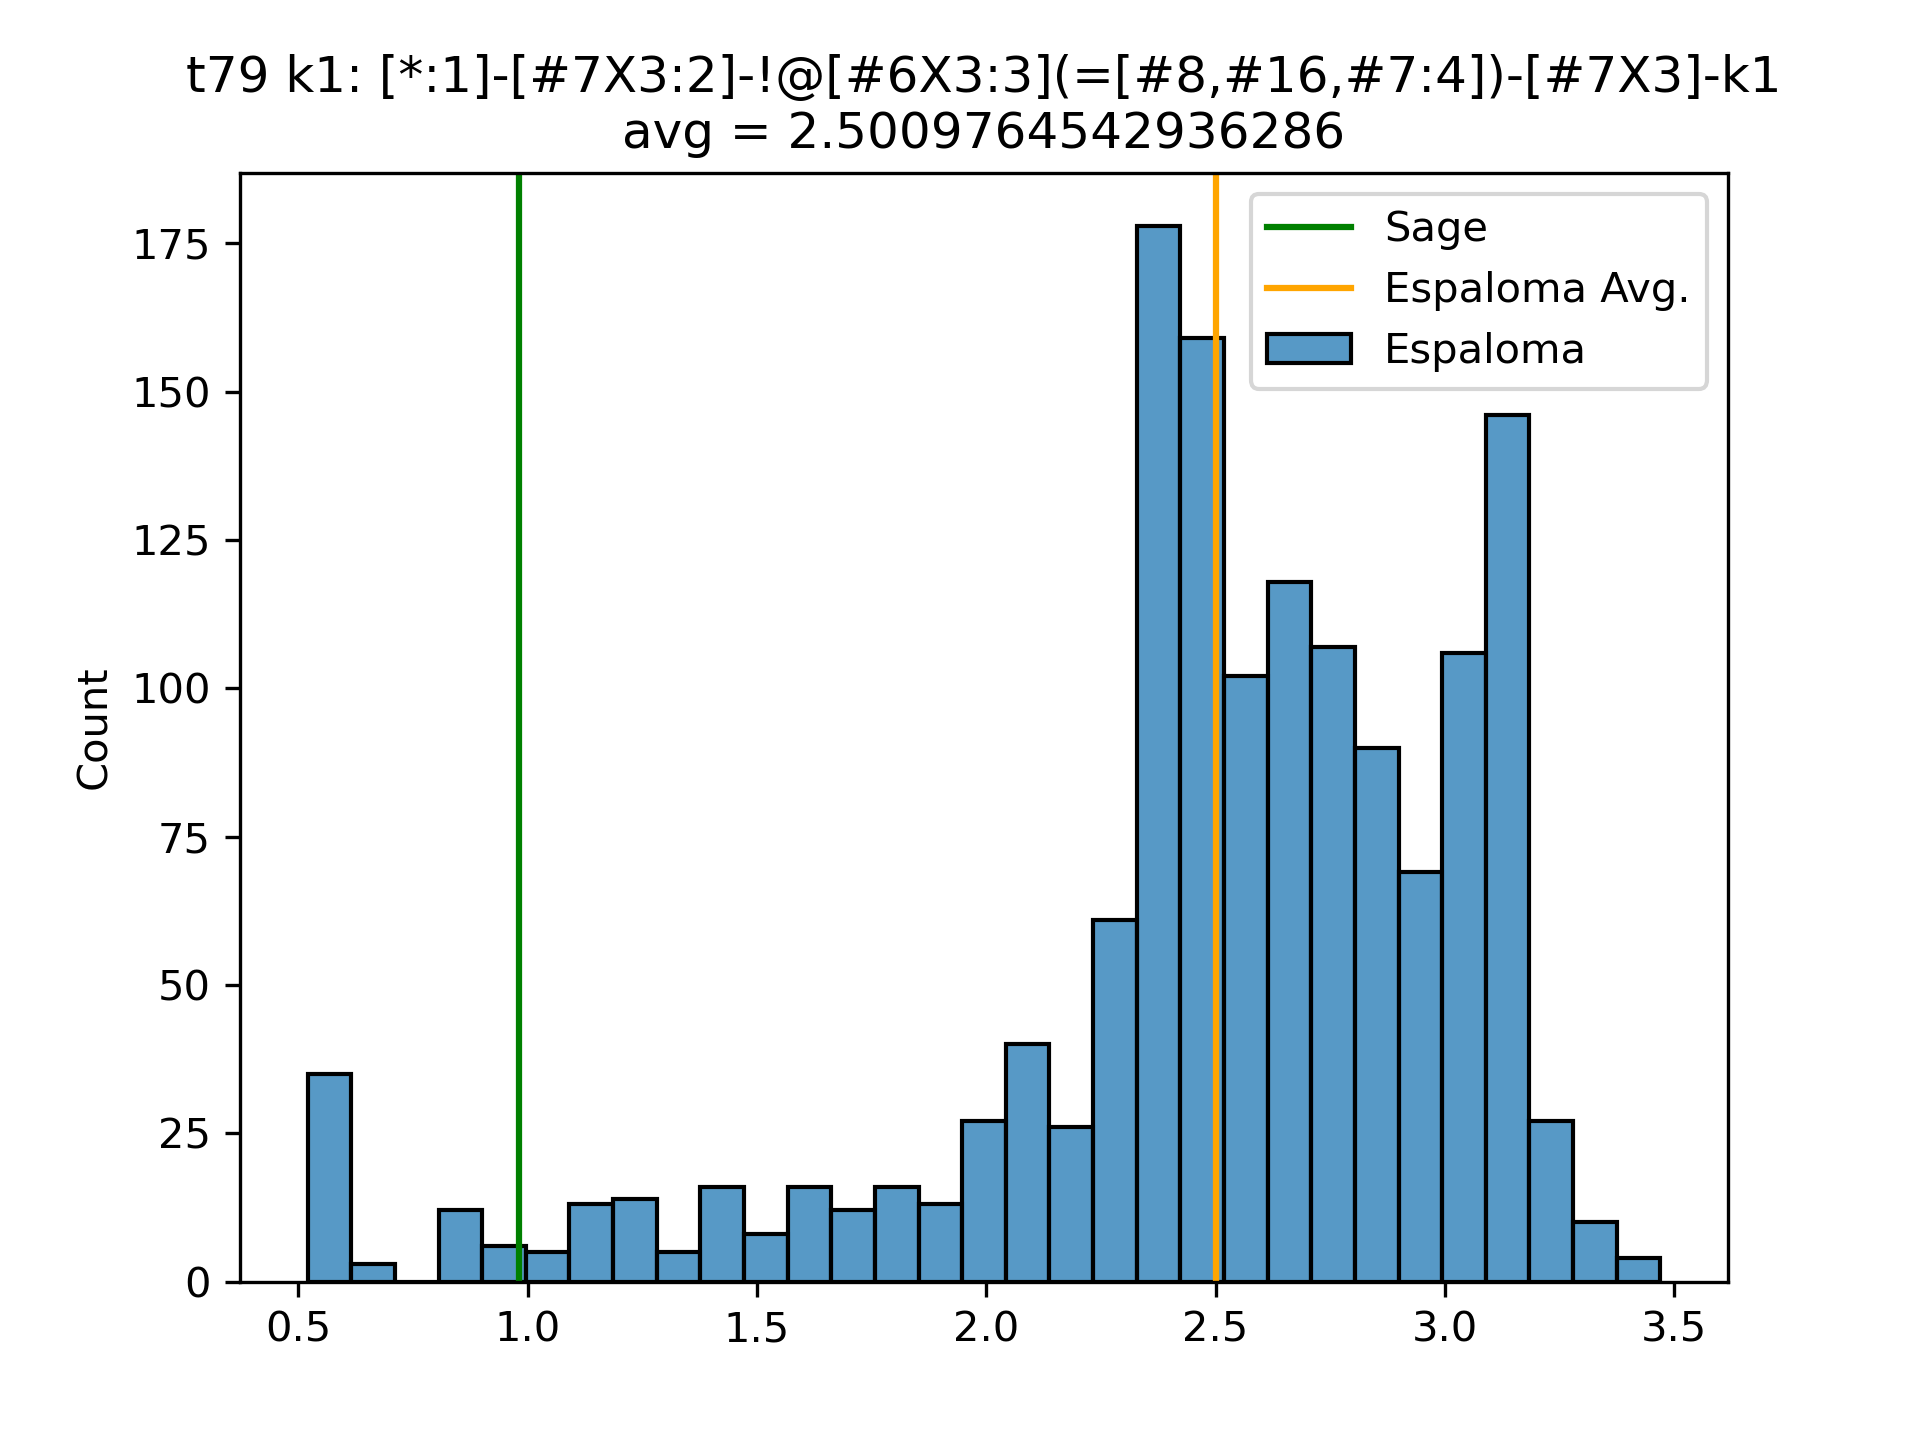 t79 k1: [*:1]-[#7X3:2]-!@[#6X3:3](=[#8,#16,#7:4])-[#7X3]-k1
avg = 2.5009764542936286
Sage
Espaloma Avg.
Espaloma
Count
175
150
125
100
75
50
25
0
0.5 1.0 1.5 2.0 2.5 3.0 3.5